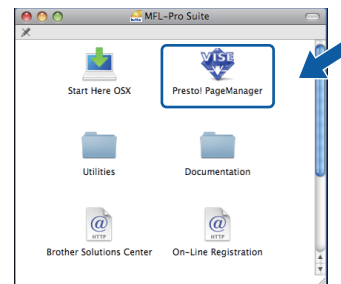 MFL-Pro Suite
Start Here OSX
VISE
Presto! PageManager
Utilities
Documentation
@
HTTP
Brother Solutions Center
@
HTTP
On-Line Registration